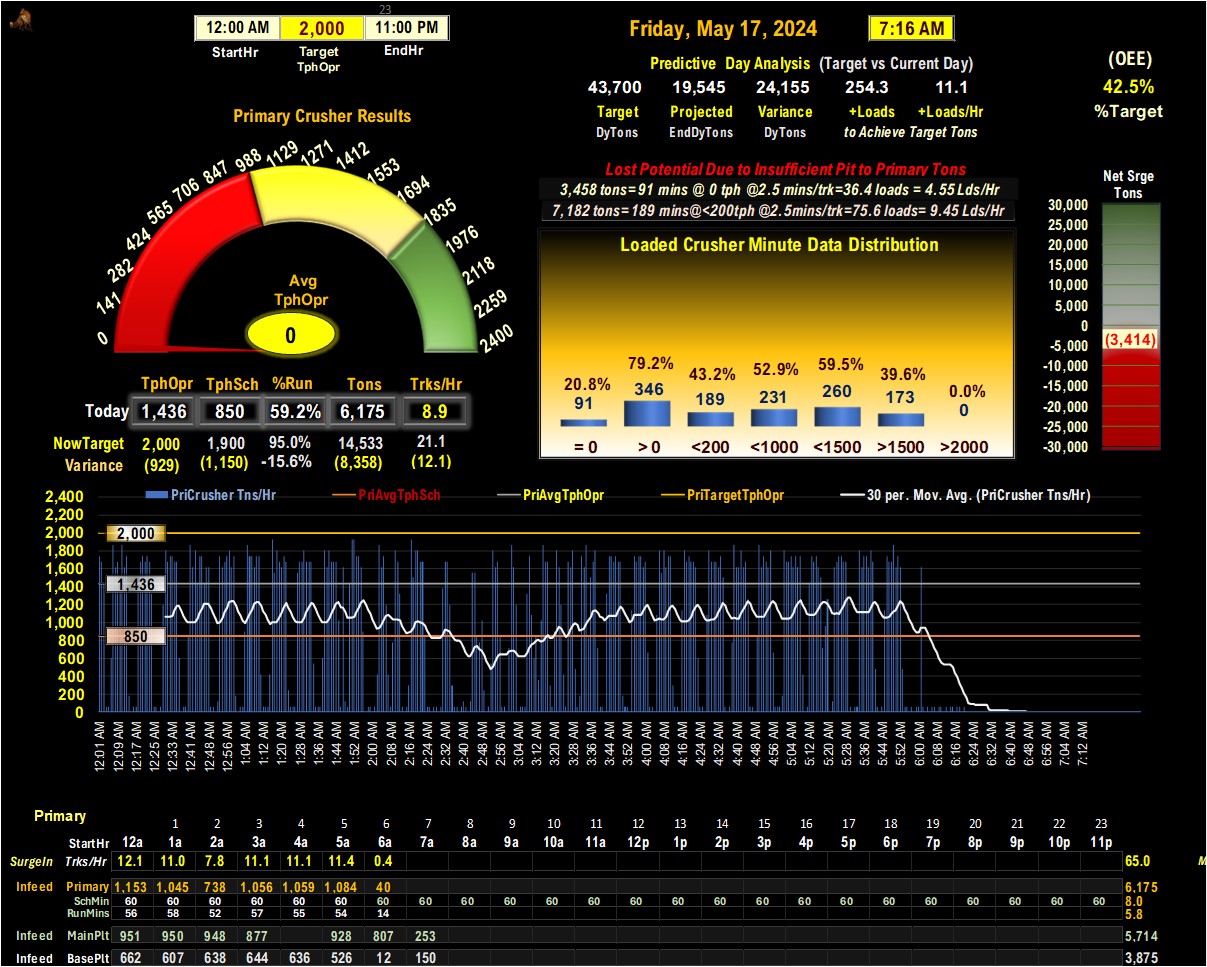 23
12:00 AM 2,000 11:00 PM
StartHr Target TphOpr EndHr
Friday, May 17, 2024 7:16 AM
Predictive Day Analysis (Target vs Current Day)
43,700 19,545 24,155 254.3 11.1
Target Projected Variance +Loads +Loads/Hr
DyTons EndDyTons DyTons to Achieve Target Tons
(OEE)
42.5%
%Target
Primary Crusher Results
0 141 282 424 565 706 847 988 1129 1271 1412 1553 1694 1835 1976 2118 2259 2400
Avg
TphOpr
0
Lost Potential Due to Insufficient Pit to Primary Tons
3,458 tons=91 mins @ 0 tph @2.5 mins/trk=36.4 loads = 4.55 Lds/Hr
7,182 tons=189 mins@<200tph @2.5mins/trk=75.6 loads= 9.45 Lds/Hr
Loaded Crusher Minute Data Distribution
20.8% 79.2% 43.2% 52.9% 59.5% 39.6% 0.0%
91 346 189 231 260 173 0
= 0 > 0 <200 <1000 <1500 >1500 >2000
Net Srge
Tons
30,000
25,000
20,000
15,000
10,000
5,000
0
(3,414)
-5,000
-10,000
-15,000
-20,000
-25,000
-30,000
TphOpr TphSch %Run Tons Trks/Hr
Today 1,436 850 59.2% 6,175 8.9
NowTarget 2,000 1,900 95.0% 14,533 21.1
Variance (929) (1,150) -15.6% (8,358) (12.1)
PriCrusher Tns/Hr PriAvgTphSch PriAvgTphOpr PriTargetTphOpr 30 per. Mov. Avg. (PriCrusher Tns/Hr)
2,400
2,200
2,000
1,800
1,600
1,400
1,200
1,000
800
600
400
200
0
2,000
1,436
850
12:01 AM 12:09 AM 12:17 AM 12:25 AM 12:33 AM 12:41 AM 12:48 AM 12:56 AM 1:04 AM 1:12 AM 1:20 AM 1:28 AM 1:36 AM 1:44 AM 1:52 AM 2:00 AM 2:08 AM 2:16 AM 2:24 AM 2:32 AM 2:40 AM 2:48 AM 2:56 AM 3:04 AM 3:12 AM 3:20 AM 3:28 AM 3:36 AM 3:44 AM 3:52 AM 4:00 AM 4:08 AM 4:16 AM 4:24 AM 4:32 AM 4:40 AM 4:48 AM 4:56 AM 5:04 AM 5:12 AM 5:20 AM 5:28 AM 5:36 AM 5:44 AM 5:52 AM 6:00 AM 6:08 AM 6:16 AM 6:24 AM 6:32 AM 6:40 AM 6:48 AM 6:56 AM 7:04 AM 7:12 AM
Primary
1 2 3 4 5 6 7 8 9 10 11 12 13 14 15 16 17 18 19 20 21 22 23
StartHr 12a 1a 2a 3a 4a 5a 6a 7a 8a 9a 10a 11a 12p 1p 2p 3p 4p 5p 6p 7p 8p 9p 10p 11p
SurgeIn Trks/Hr 12.1 11.0 7.8 11.1 11.1 11.4 0.4 65.0 M
Infeed Primary 1,153 1,045 738 1,056 1,059 1,084 40 6,175
SchMin 60 60 60 60 60 60 60 60 60 60 60 60 60 60 60 60 60 60 60 60 60 60 60 60 8.0
RunMins 56 58 52 57 55 54 14 5.8
Infeed MainPlt 951 950 948 877 928 807 253 5,714
Infeed BasePlt 662 607 638 644 636 526 12 150 3,875